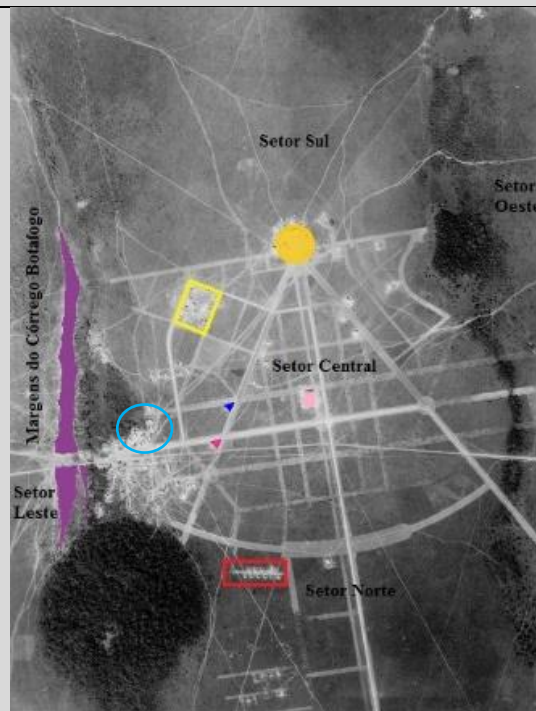 Setor Sul
Setor
Oeste
Margens do Córrego Botafogo
Setor Central
Setor
Leste
Setor Norte